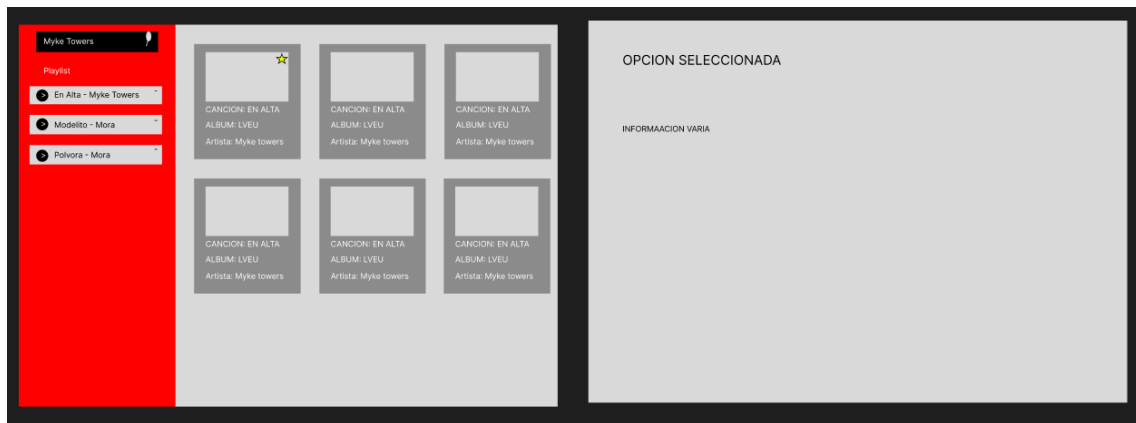 Myke Towers
Playlist
En Alta - Myke Towers
Modelito - Mora
Polvora - Mora
CANCION: EN ALTA
ALBUM: LVEU
Artista: Myke towers
CANCION: EN ALTA
ALBUM: LVEU
Artista: Myke towers
CANCION: EN ALTA
ALBUM: LVEU
Artista: Myke towers
CANCION: EN ALTA
ALBUM: LVEU
Artista: Myke towers
CANCION: EN ALTA
ALBUM: LVEU
Artista: Myke towers
CANCION: EN ALTA
ALBUM: LVEU
Artista: Myke towers
OPCION SELECCIONADA
INFORMAACION VARIA